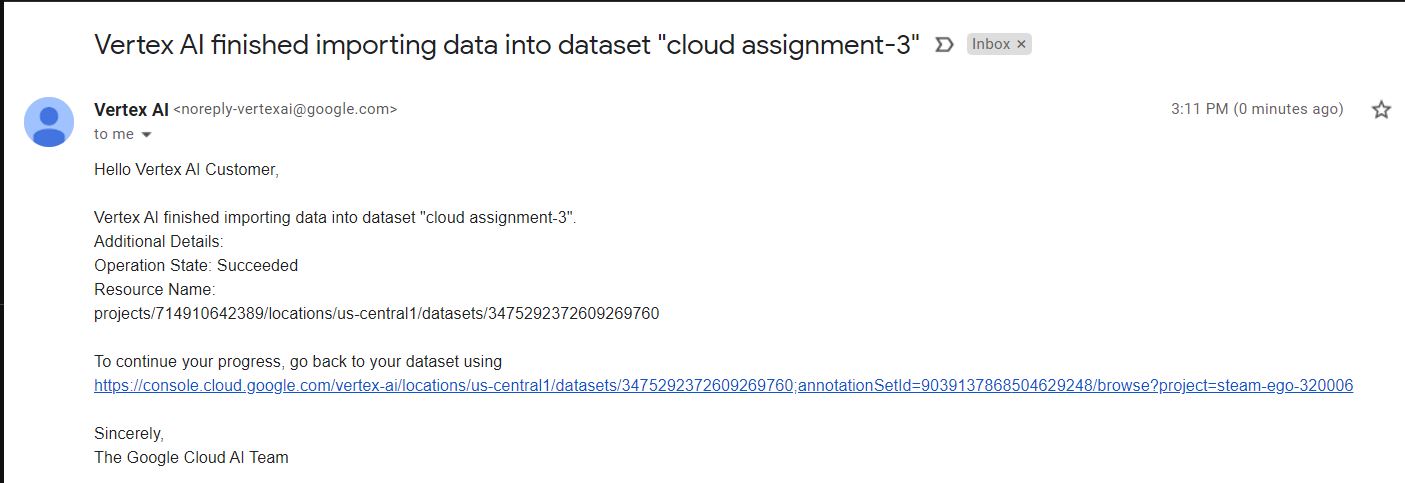 Vertex AI finished importing data into dataset "cloud assignment-3" Inbox ×
Vertex AI <noreply-vertexai@google.com> 3:11 PM (0 minutes ago)
to me
Hello Vertex AI Customer,
Vertex AI finished importing data into dataset "cloud assignment-3".
Additional Details:
Operation State: Succeeded
Resource Name:
projects/714910642389/locations/us-central1/datasets/3475292372609269760
To continue your progress, go back to your dataset using
https://console.cloud.google.com/vertex-ai/locations/us-central1/datasets/3475292372609269760;annotationSetId=9039137868504629248/browse?project=steam-ego-320006
Sincerely,
The Google Cloud AI Team